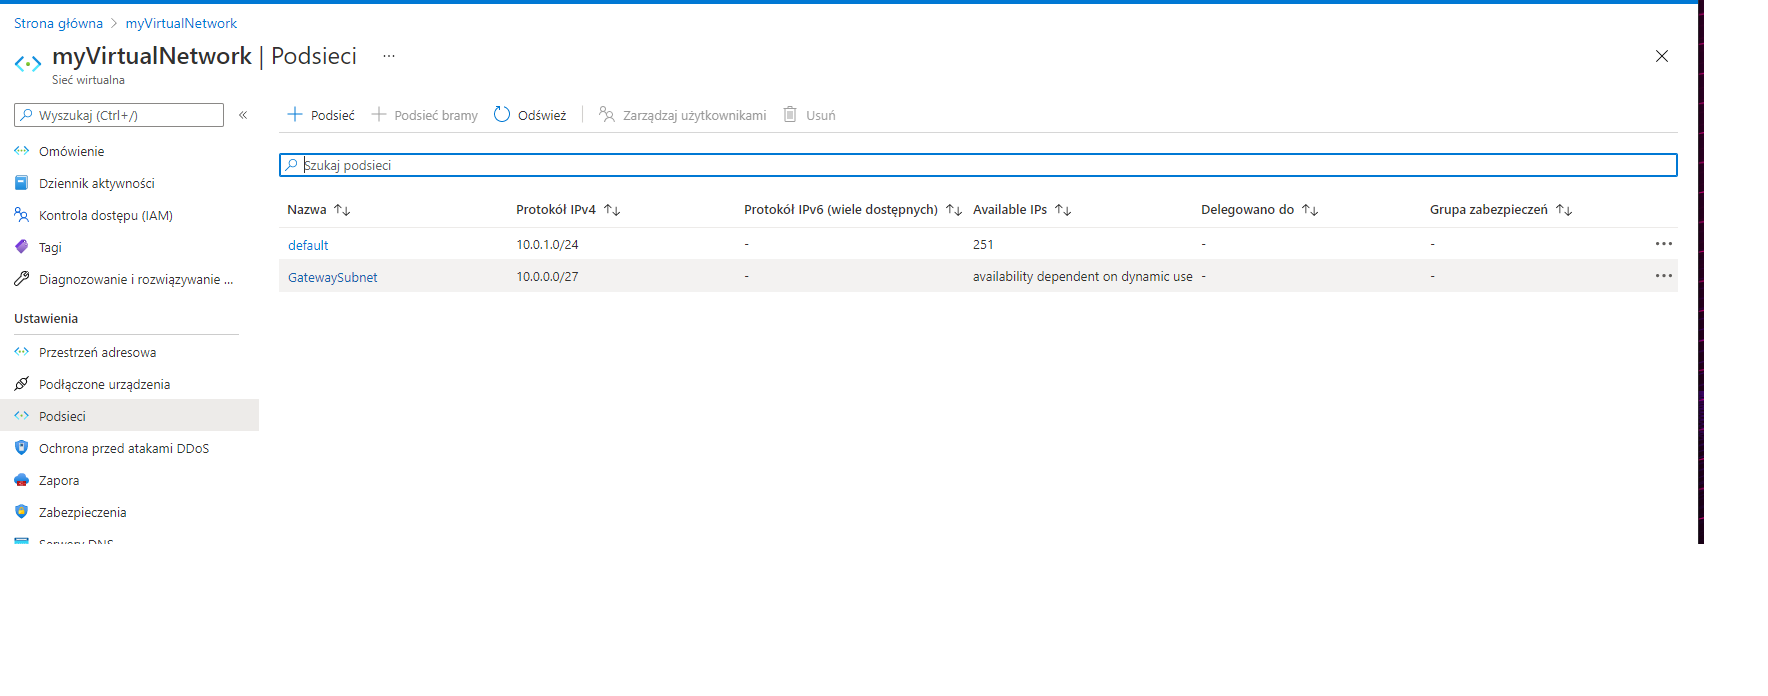 Strona główna > myVirtualNetwork
myVirtualNetwork | Podsieci ...
Sieć wirtualna
Wyszukaj (Ctrl+/) «
Omówienie
Dziennik aktywności
Kontrola dostępu (IAM)
Tagi
Diagnozowanie i rozwiązywanie ...
Ustawienia
Przestrzeń adresowa
Podłączone urządzenia
Podsieci
Ochrona przed atakami DDoS
Zapora
Zabezpieczenia
Serwery DNS
+ Podsieć + Podsieć bramy Odśwież Zarządzaj użytkownikami Usuń
Szukaj podsieci
Nazwa ↑↓ Protokół IPv4 ↑↓ Protokół IPv6 (wiele dostępnych) ↑↓ Available IPs ↑↓ Delegowano do ↑↓ Grupa zabezpieczeń ↑↓
default 10.0.1.0/24 - 251 - - ...
GatewaySubnet 10.0.0.0/27 - availability dependent on dynamic use - - ...